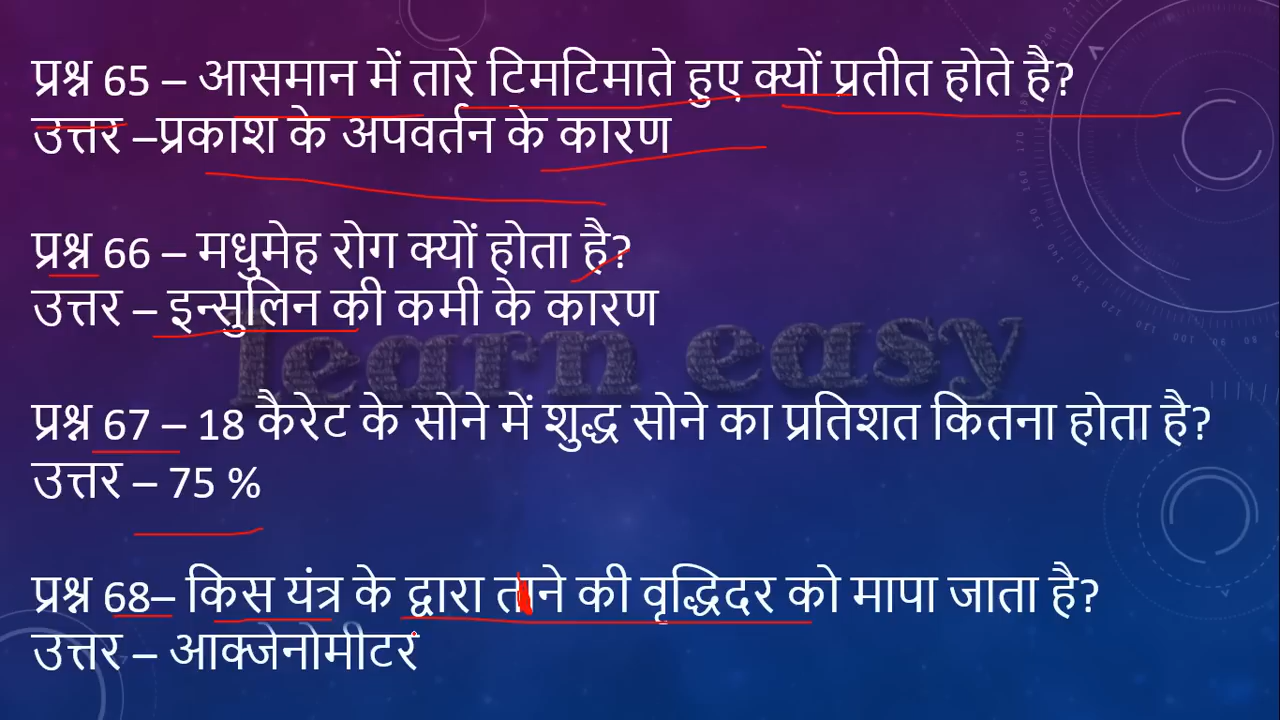 प्रश्न 65 – आसमान में तारे टिमटिमाते हुए क्यों प्रतीत होते है?
उत्तर –प्रकाश के अपवर्तन के कारण
प्रश्न 66 – मधुमेह रोग क्यों होता है?
उत्तर – इन्सुलिन की कमी के कारण
learn easy
प्रश्न 67 – 18 कैरेट के सोने में शुद्ध सोने का प्रतिशत कितना होता है?
उत्तर – 75 %
प्रश्न 68– किस यंत्र के द्वारा तने की वृद्धिदर को मापा जाता है?
उत्तर – आक्जेनोमीटर